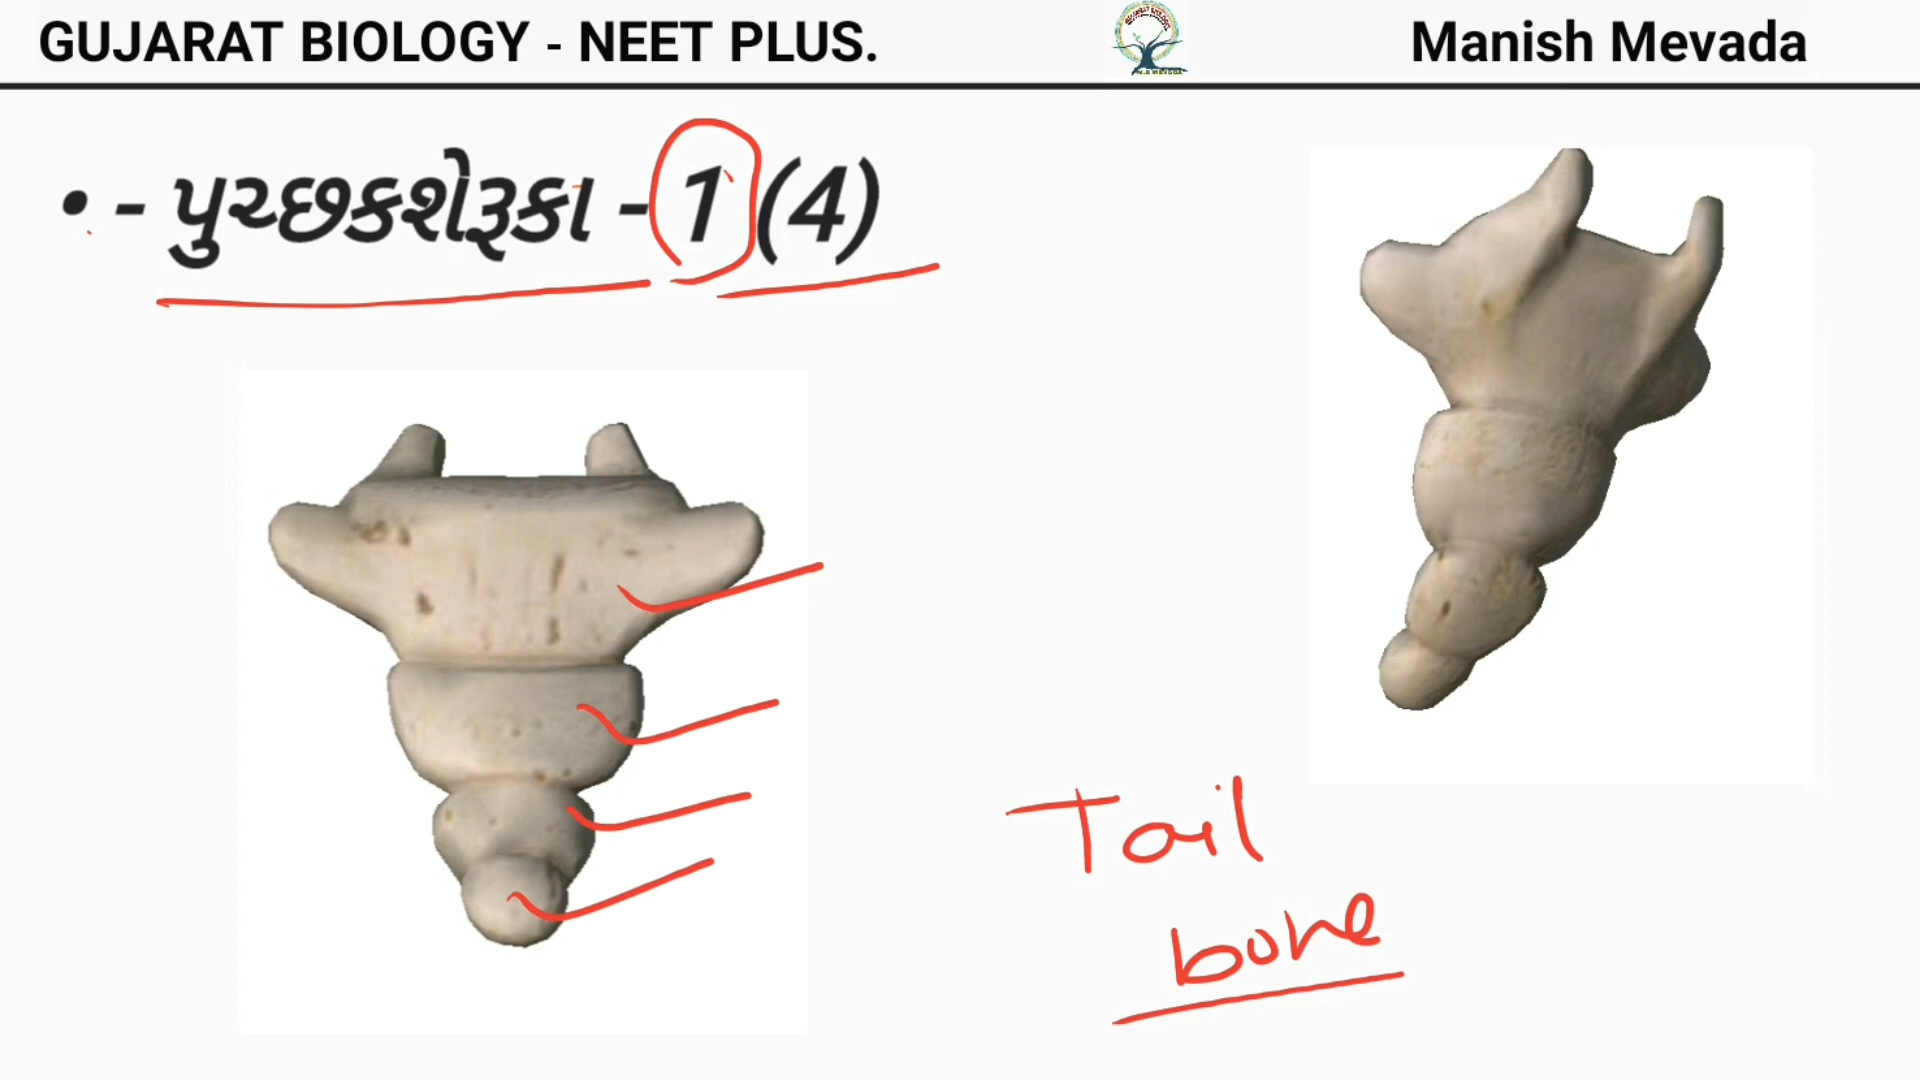 GUJARAT BIOLOGY - NEET PLUS.
Manish Mevada
• - પુચ્છકશેરૂકા - 1 (4)
Tail
bone